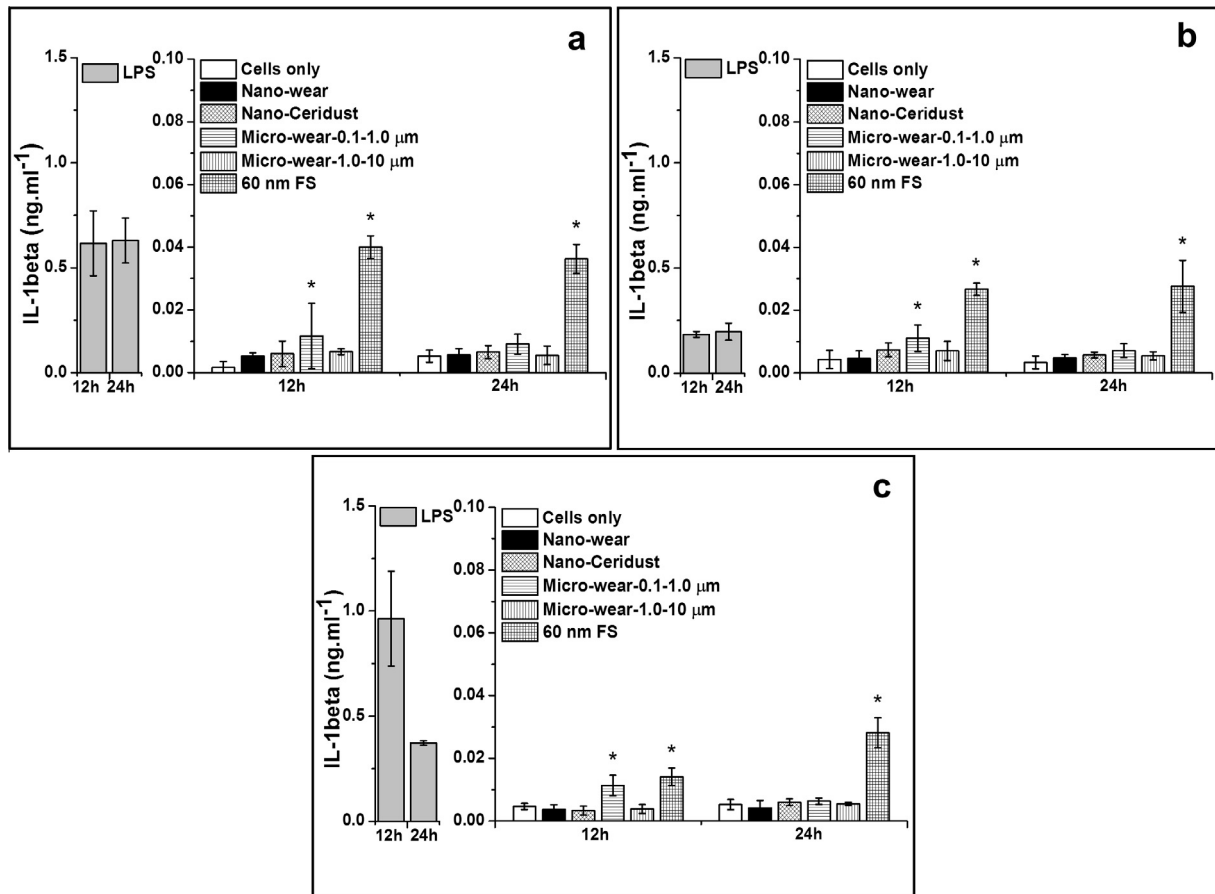 a
IL-1beta (ng.ml-1)
1.5
1.0
0.5
0.0
LPS
12h 24h
0.10
0.08
0.06
0.04
0.02
0.00
Cells only
Nano-wear
Nano-Ceridust
Micro-wear-0.1-1.0 μm
Micro-wear-1.0-10 μm
60 nm FS
* * *
12h 24h
b
1.5
1.0
0.5
0.0
LPS
12h 24h
0.10
0.08
0.06
0.04
0.02
0.00
Cells only
Nano-wear
Nano-Ceridust
Micro-wear-0.1-1.0 μm
Micro-wear-1.0-10 μm
60 nm FS
* * *
12h 24h
c
IL-1beta (ng.ml-1)
1.5
1.0
0.5
0.0
LPS
12h 24h
0.10
0.08
0.06
0.04
0.02
0.00
Cells only
Nano-wear
Nano-Ceridust
Micro-wear-0.1-1.0 μm
Micro-wear-1.0-10 μm
60 nm FS
* * *
12h 24h